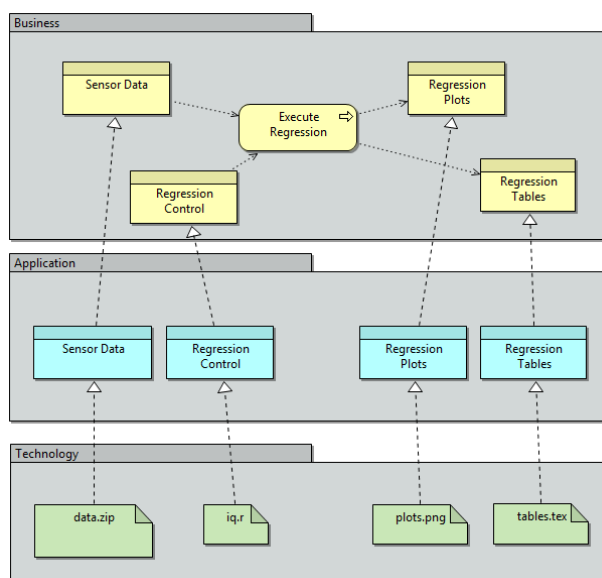 Business
Sensor Data
Regression
Plots
Execute
Regression
Regression
Control
Regression
Tables
Application
Sensor Data
Regression
Control
Regression
Plots
Regression
Tables
Technology
data.zip
iq.r
plots.png
tables.tex